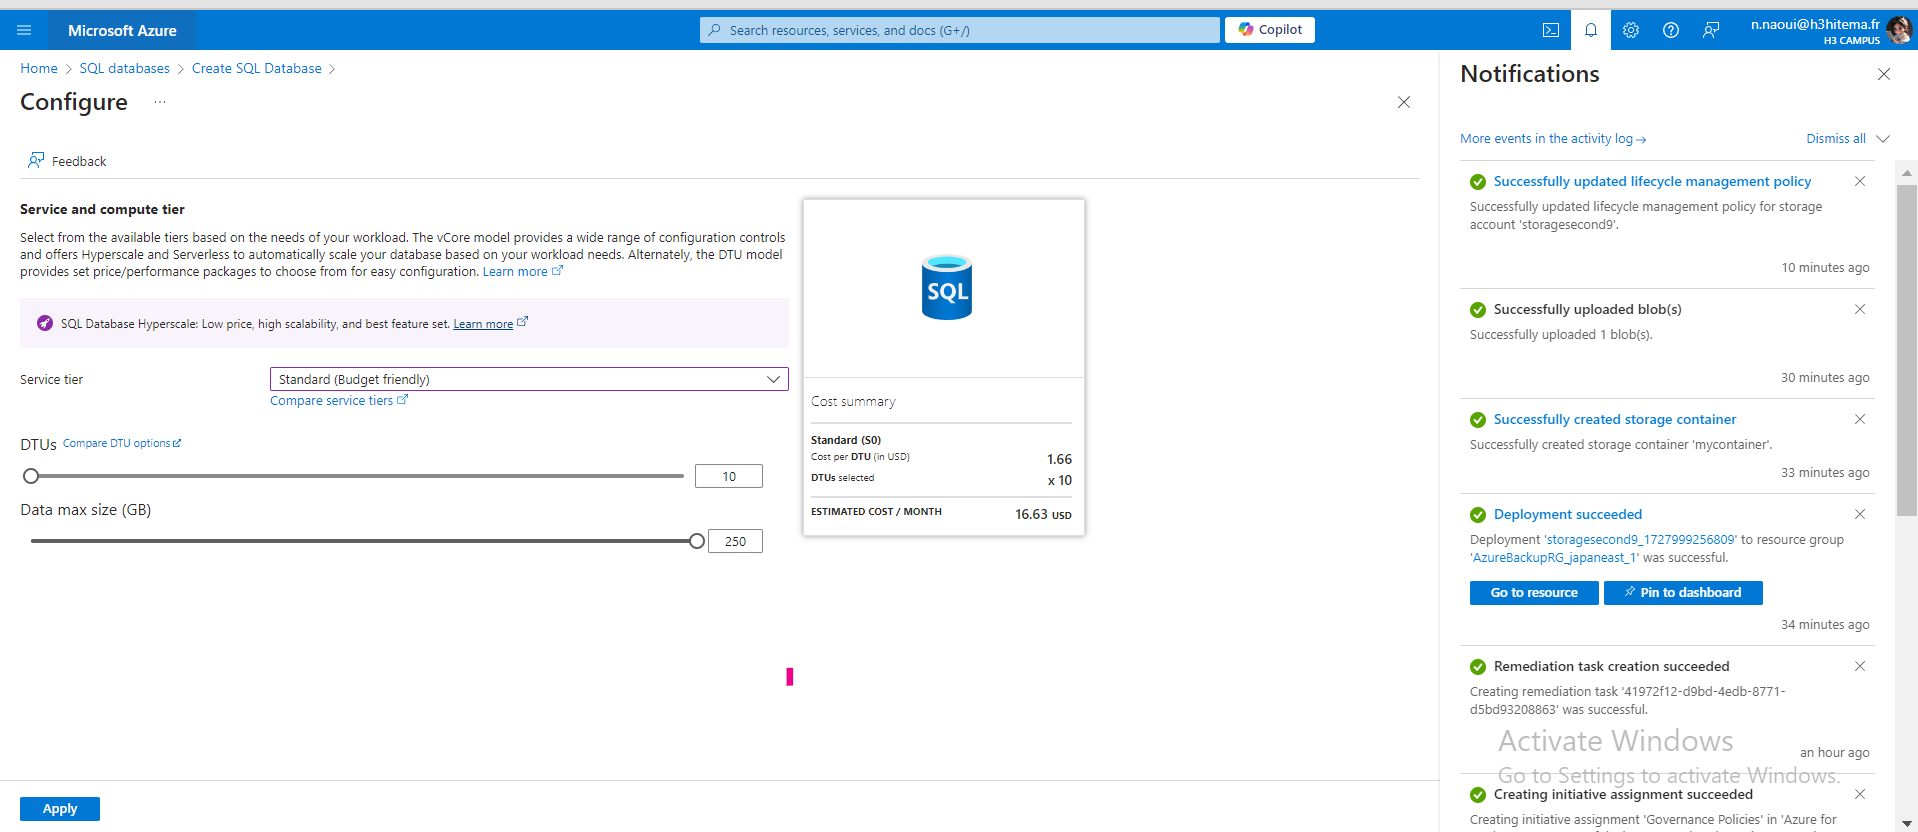 Microsoft Azure
Search resources, services, and docs (G+/)
Copilot
n.naoui@h3hitema.fr
H3 CAMPUS
Home > SQL databases > Create SQL Database >
Configure ...
Feedback
Service and compute tier
Select from the available tiers based on the needs of your workload. The vCore model provides a wide range of configuration controls
and offers Hyperscale and Serverless to automatically scale your database based on your workload needs. Alternately, the DTU model
provides set price/performance packages to choose from for easy configuration. Learn more
SQL Database Hyperscale: Low price, high scalability, and best feature set. Learn more
Service tier
Standard (Budget friendly)
Compare service tiers
DTUs Compare DTU options
10
Data max size (GB)
250
SQL
Cost summary
Standard (S0)
Cost per DTU (in USD) 1.66
DTUs selected x 10
ESTIMATED COST / MONTH 16.63 USD
Apply
Notifications
More events in the activity log →
Dismiss all
Successfully updated lifecycle management policy
Successfully updated lifecycle management policy for storage
account 'storagesecond9'.
10 minutes ago
Successfully uploaded blob(s)
Successfully uploaded 1 blob(s).
30 minutes ago
Successfully created storage container
Successfully created storage container 'mycontainer'.
33 minutes ago
Deployment succeeded
Deployment 'storagesecond9_1727999256809' to resource group
'AzureBackupRG_japaneast_1' was successful.
Go to resource
Pin to dashboard
34 minutes ago
Remediation task creation succeeded
Creating remediation task '41972f12-d9bd-4edb-8771-
d5bd93208863' was successful.
Activate Windows
an hour ago
Go to Settings to activate Windows.
Creating initiative assignment succeeded
Creating initiative assignment 'Governance Policies' in 'Azure for